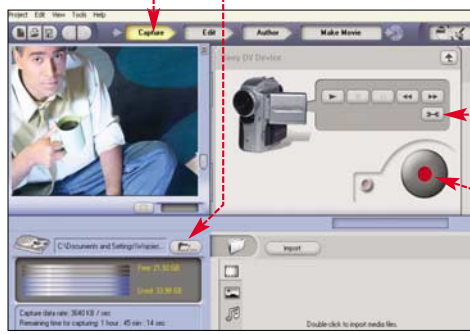 Project Edit View Tools Help
Capture Edit Author Make Movie
DV Device
C:\Documents and Settings\
Free: 21.50 GB
Used: 33.99 GB
Capture data rate: 3640 KB / sec
Remaining time for capturing: 1 hour : 45 min : 14 sec
Import
Double-click to import media files.